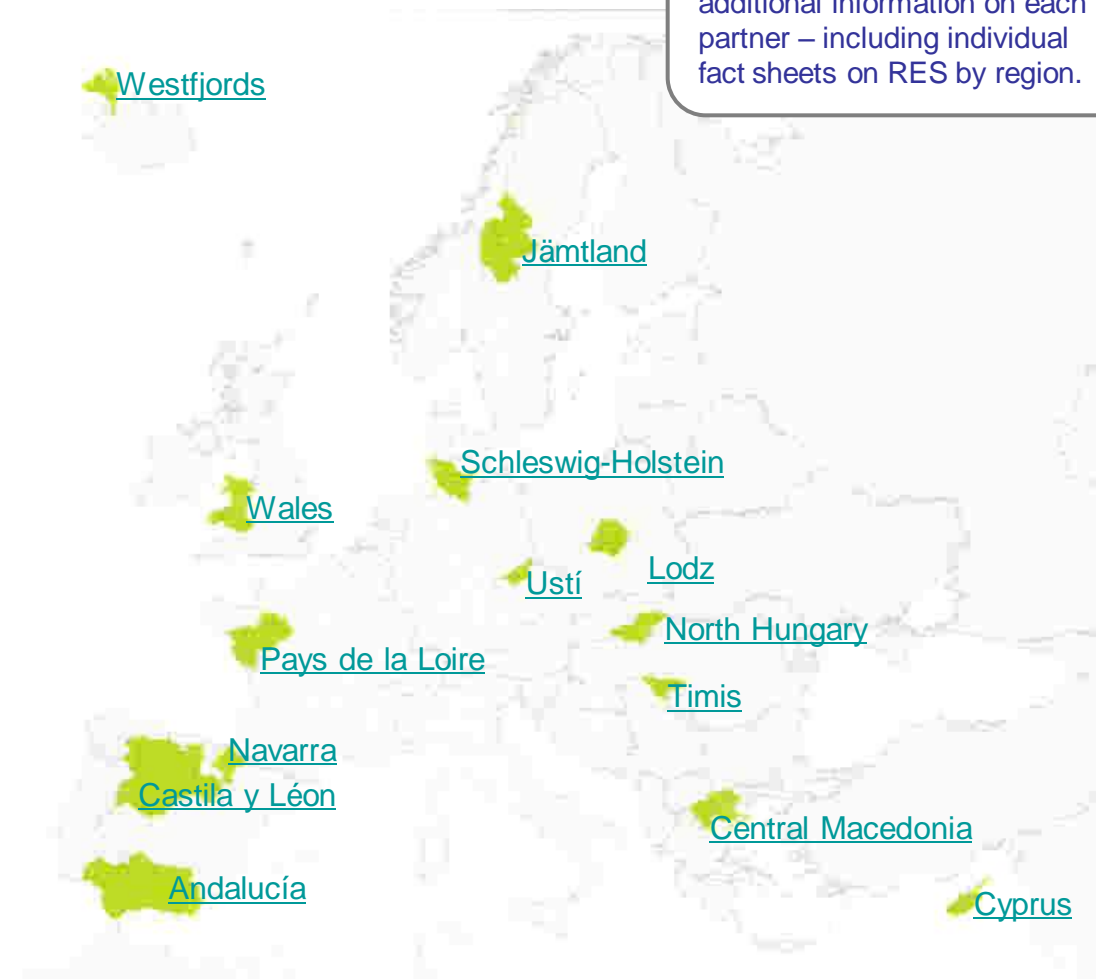 additional information on each
partner – including individual
fact sheets on RES by region.
Westfjords
Jämtland
Schleswig-Holstein
Wales
Lodz
Ustí
North Hungary
Pays de la Loire
Timis
Navarra
Castila y Léon
Central Macedonia
Andalucía
Cyprus